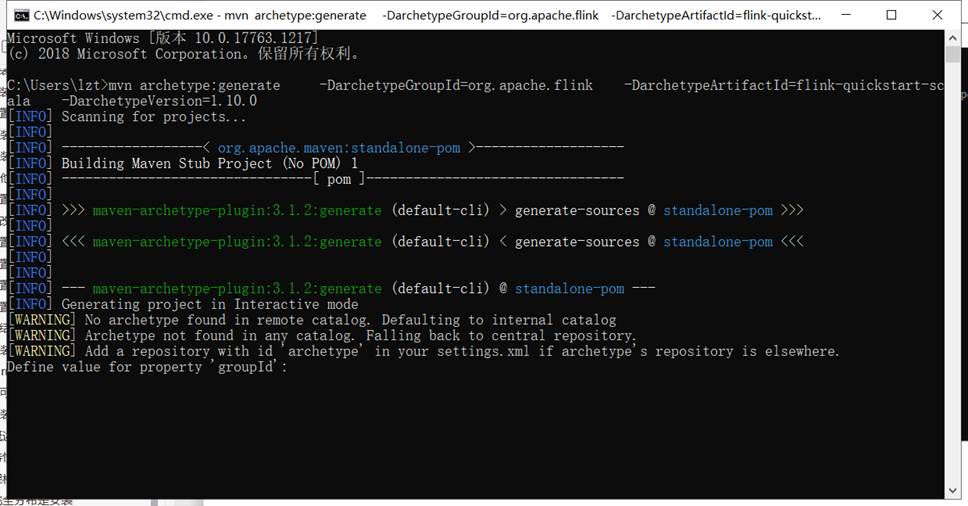 C:\Windows\system32\cmd.exe - mvn archetype:generate -DarchetypeGroupId=org.apache.flink -DarchetypeArtifactId=flink-quickst...
Microsoft Windows [版本 10.0.17763.1217]
(c) 2018 Microsoft Corporation。保留所有权利。
C:\Users\lzt>mvn archetype:generate -DarchetypeGroupId=org.apache.flink -DarchetypeArtifactId=flink-quickstart-sc
ala -DarchetypeVersion=1.10.0
[INFO] Scanning for projects...
[INFO]
[INFO] ------------------< org.apache.maven:standalone-pom >-------------------
[INFO] Building Maven Stub Project (No POM) 1
[INFO] --------------------------------[ pom ]---------------------------------
[INFO]
[INFO] >>> maven-archetype-plugin:3.1.2:generate (default-cli) > generate-sources @ standalone-pom >>>
[INFO]
[INFO] <<< maven-archetype-plugin:3.1.2:generate (default-cli) < generate-sources @ standalone-pom <<<
[INFO]
[INFO]
[INFO] --- maven-archetype-plugin:3.1.2:generate (default-cli) @ standalone-pom ---
[INFO] Generating project in Interactive mode
[WARNING] No archetype found in remote catalog. Defaulting to internal catalog
[WARNING] Archetype not found in any catalog. Falling back to central repository.
[WARNING] Add a repository with id 'archetype' in your settings.xml if archetype's repository is elsewhere.
Define value for property 'groupId':